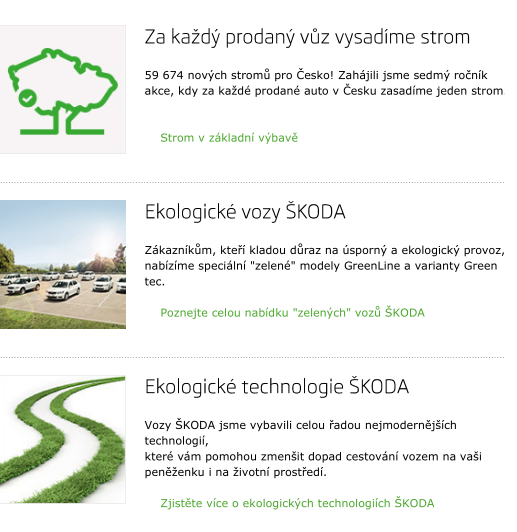 Za každý prodaný vůz vysadíme strom
59 674 nových stromů pro Česko! Zahájili jsme sedmý ročník
akce, kdy za každé prodané auto v Česku zasadíme jeden strom.
Strom v základní výbavě
Ekologické vozy ŠKODA
Zákazníkům, kteří kladou důraz na úsporný a ekologický provoz,
nabízíme speciální "zelené" modely GreenLine a varianty Green
tec.
Poznejte celou nabídku "zelených" vozů ŠKODA
Ekologické technologie ŠKODA
Vozy ŠKODA jsme vybavili celou řadou nejmodernějších
technologií,
které vám pomohou zmenšit dopad cestování vozem na vaši
peněženku i na životní prostředí.
Zjistěte více o ekologických technologiích ŠKODA